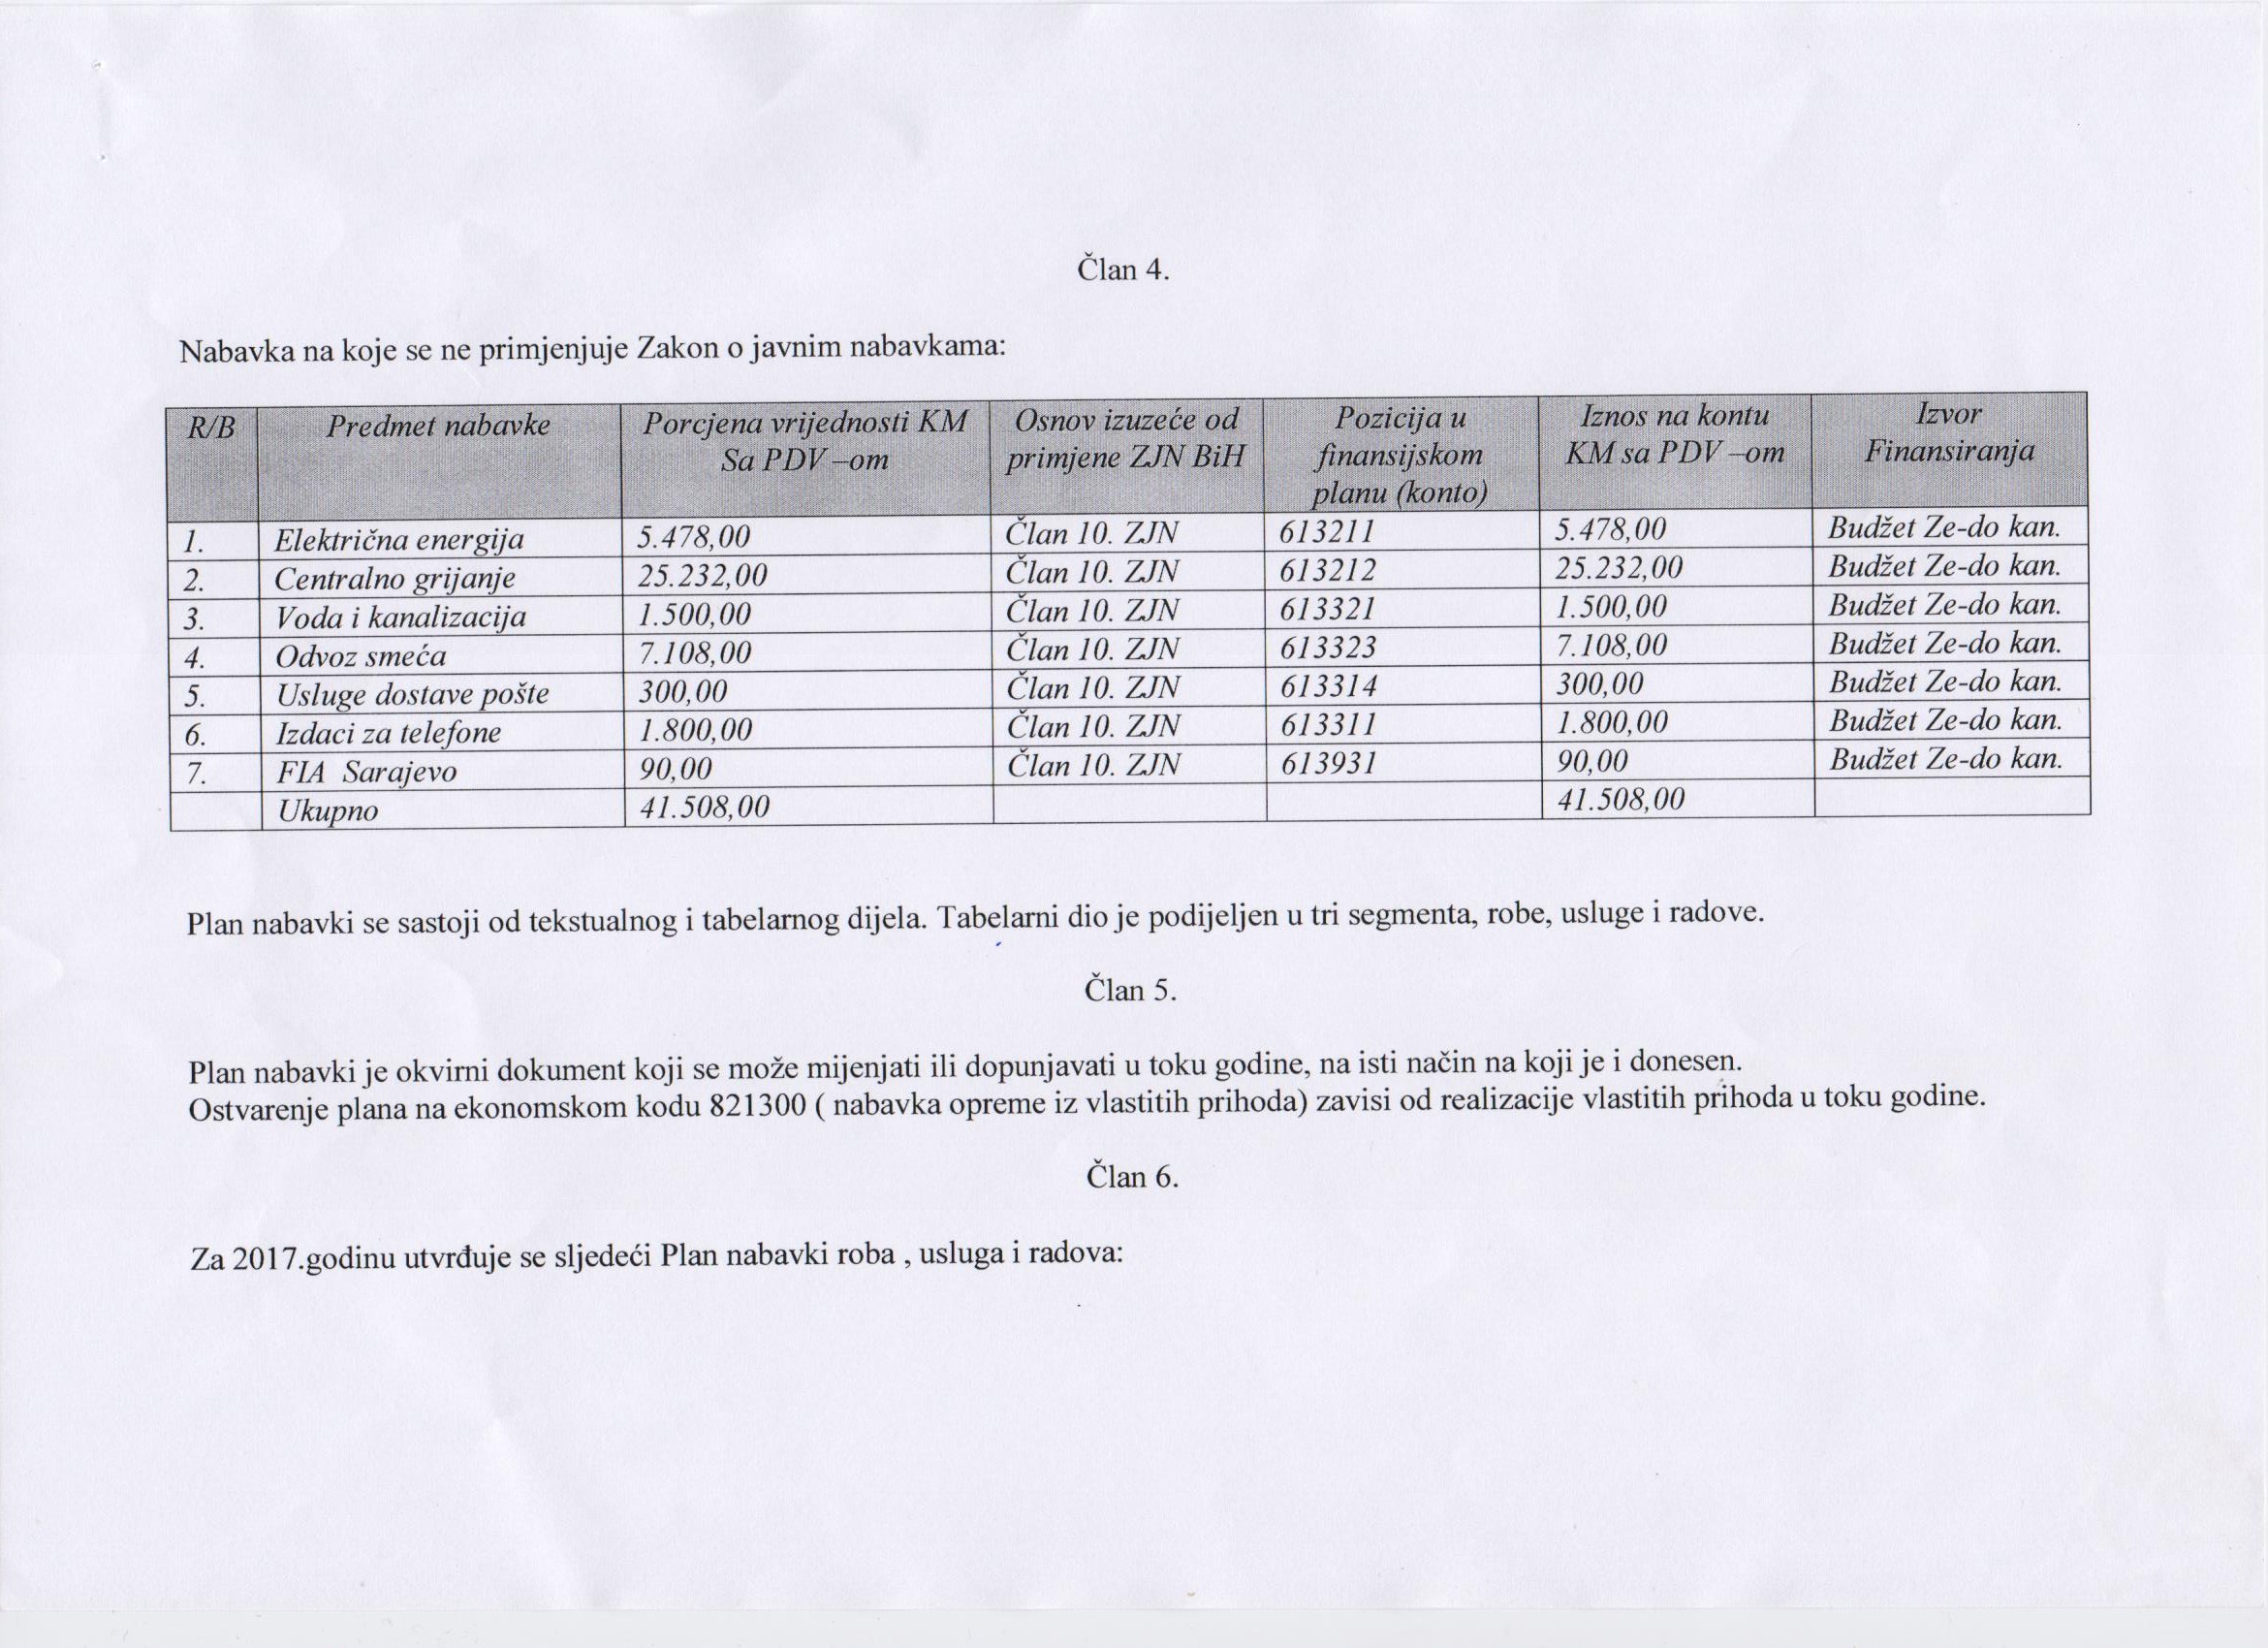 Član 4.
Nabavka na koje se ne primjenjuje Zakon o javnim nabavkama:
R/B Predmet nabavke Porcjena vrijednosti KM Sa PDV –om Osnov izuzeće od primjene ZJN BiH Pozicija u finansijskom planu (konto) Iznos na kontu KM sa PDV –om Izvor Finansiranja
1. Električna energija 5.478,00 Član 10. ZJN 613211 5.478,00 Budžet Ze-do kan.
2. Centralno grijanje 25.232,00 Član 10. ZJN 613212 25.232,00 Budžet Ze-do kan.
3. Voda i kanalizacija 1.500,00 Član 10. ZJN 613321 1.500,00 Budžet Ze-do kan.
4. Odvoz smeća 7.108,00 Član 10. ZJN 613323 7.108,00 Budžet Ze-do kan.
5. Usluge dostave pošte 300,00 Član 10. ZJN 613314 300,00 Budžet Ze-do kan.
6. Izdaci za telefone 1.800,00 Član 10. ZJN 613311 1.800,00 Budžet Ze-do kan.
7. FIA Sarajevo 90,00 Član 10. ZJN 613931 90,00 Budžet Ze-do kan.
Ukupno 41.508,00 41.508,00
Plan nabavki se sastoji od tekstualnog i tabelarnog dijela. Tabelarni dio je podijeljen u tri segmenta, robe, usluge i radove.
Član 5.
Plan nabavki je okvirni dokument koji se može mijenjati ili dopunjavati u toku godine, na isti način na koji je i donesen.
Ostvarenje plana na ekonomskom kodu 821300 ( nabavka opreme iz vlastitih prihoda) zavisi od realizacije vlastitih prihoda u toku godine.
Član 6.
Za 2017.godinu utvrđuje se sljedeći Plan nabavki roba , usluga i radova: